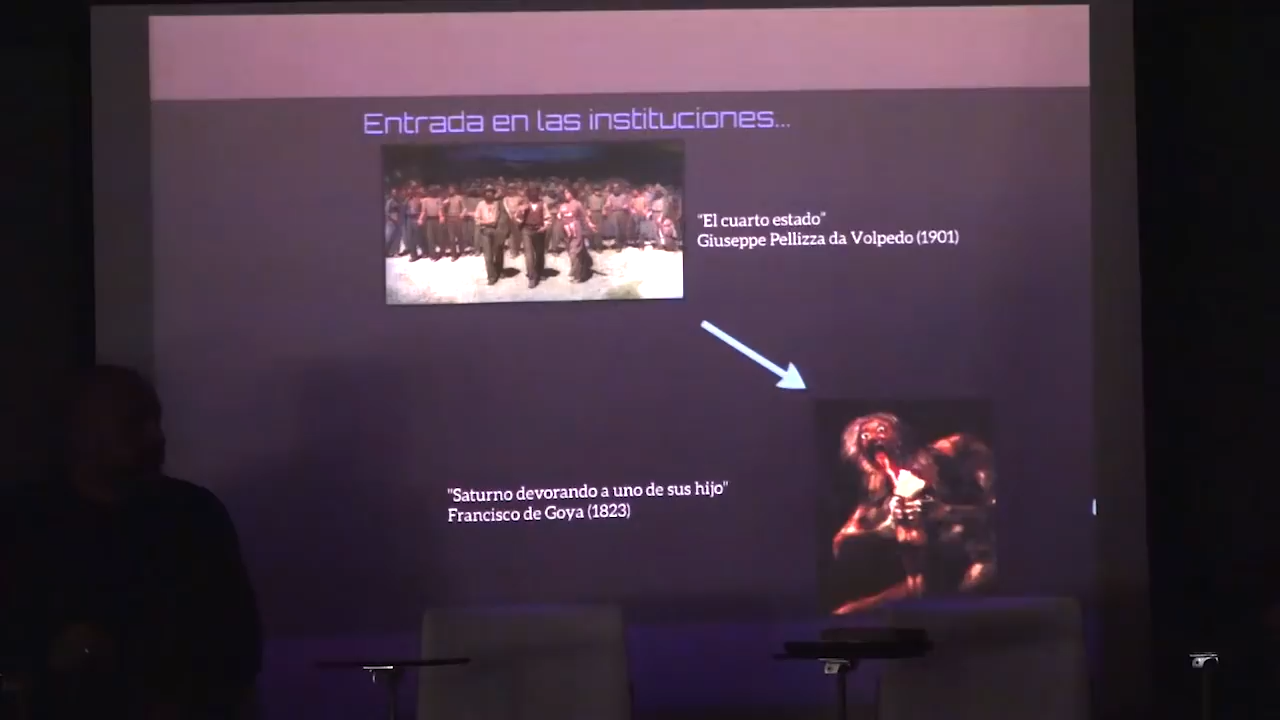 Entrada en las instituciones...
"El cuarto estado"
Giuseppe Pellizza da Volpedo (1901)
"Saturno devorando a uno de sus hijo"
Francisco de Goya (1823)